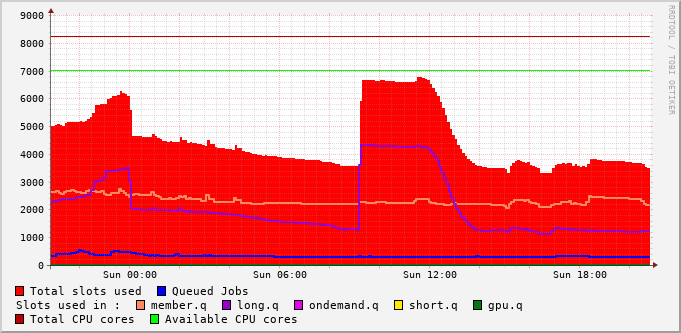 9000
8000
7000
6000
5000
4000
3000
2000
1000
0
Sun 00:00 Sun 06:00 Sun 12:00 Sun 18:00
RRDTOOL / TOBI OETIKER
Total slots used Queued Jobs
Slots used in : member.q long.q ondemand.q short.q gpu.q
Total CPU cores Available CPU cores